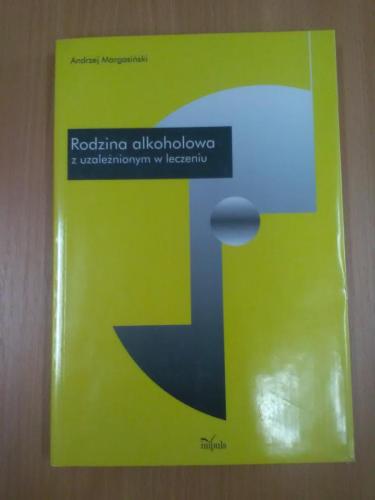 Andrzej Margasiński
Rodzina alkoholowa
z uzależnionym w leczeniu
impuls